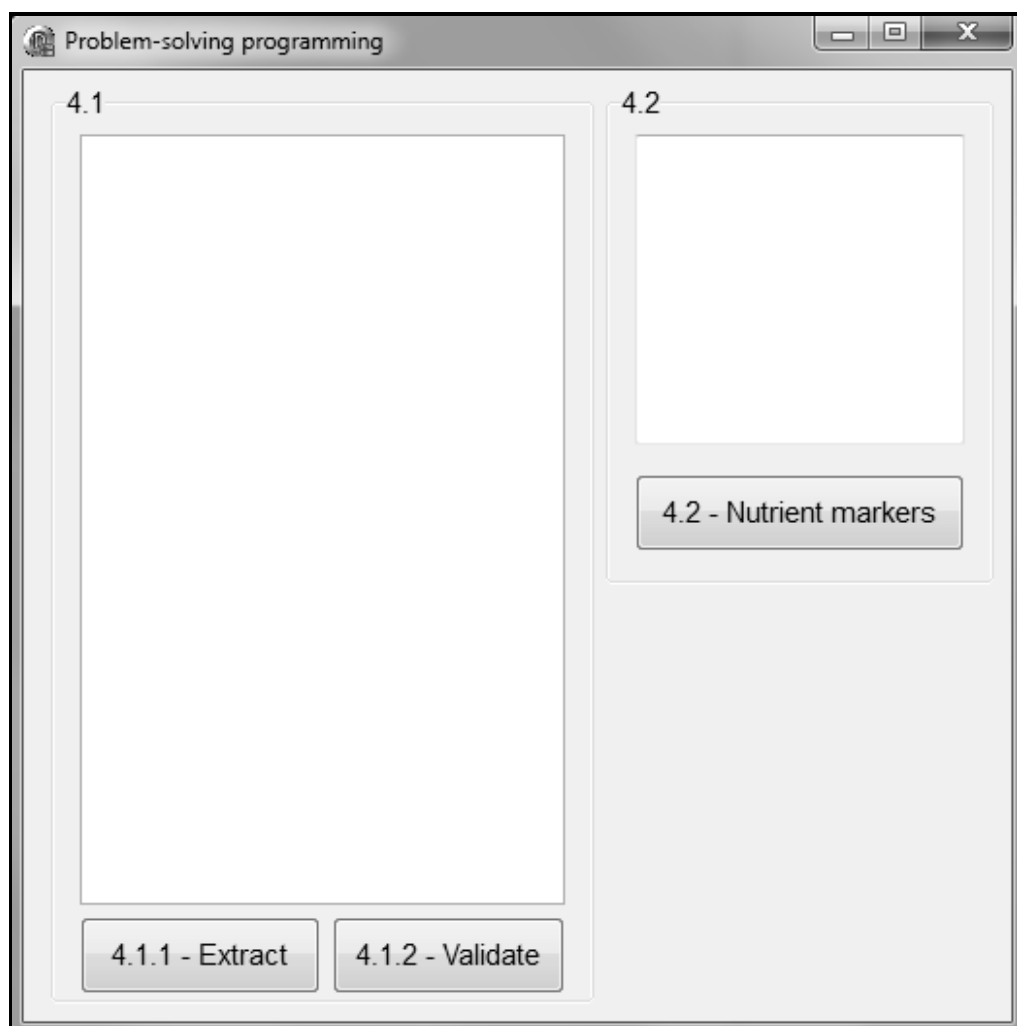 Problem-solving programming
4.1
4.2
4.2 - Nutrient markers
4.1.1 - Extract
4.1.2 - Validate